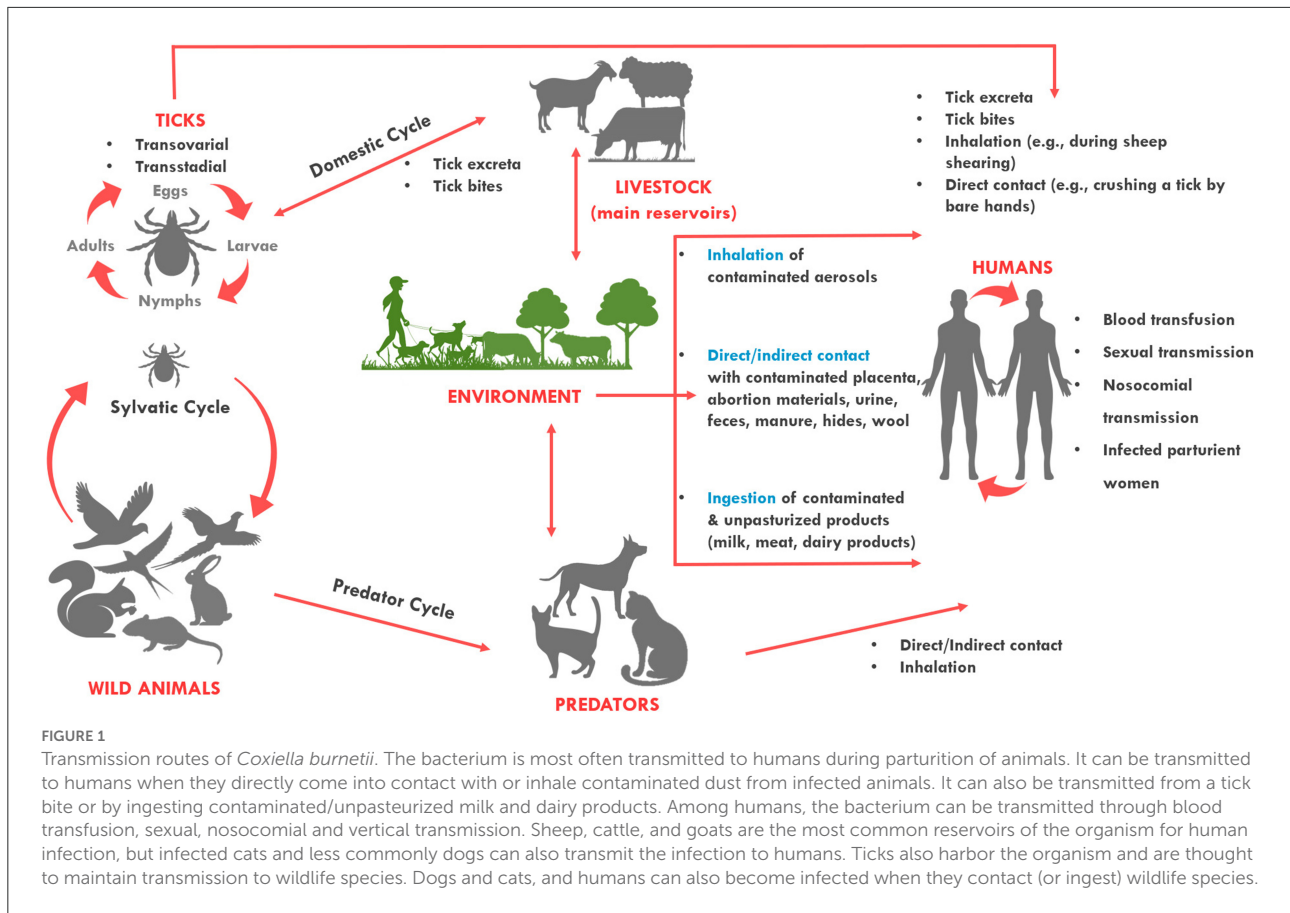 TICKS
• Transovarial
• Transstadial
Eggs
Adults
Larvae
Nymphs
Domestic Cycle
• Tick excreta
• Tick bites
LIVESTOCK
(main reservoirs)
• Tick excreta
• Tick bites
• Inhalation (e.g., during sheep
shearing)
• Direct contact (e.g., crushing a tick by
bare hands)
Sylvatic Cycle
ENVIRONMENT
• Inhalation of
contaminated aerosols
• Direct/indirect contact
with contaminated placenta,
abortion materials, urine,
feces, manure, hides, wool
• Ingestion of contaminated
& unpasturized products
(milk, meat, dairy products)
HUMANS
• Blood transfusion
• Sexual transmission
• Nosocomial
transmission
• Infected parturient
women
WILD ANIMALS
Predator Cycle
PREDATORS
• Direct/Indirect contact
• Inhalation
FIGURE 1
Transmission routes of Coxiella burnetii. The bacterium is most often transmitted to humans during parturition of animals. It can be transmitted
to humans when they directly come into contact with or inhale contaminated dust from infected animals. It can also be transmitted from a tick
bite or by ingesting contaminated/unpasteurized milk and dairy products. Among humans, the bacterium can be transmitted through blood
transfusion, sexual, nosocomial and vertical transmission. Sheep, cattle, and goats are the most common reservoirs of the organism for human
infection, but infected cats and less commonly dogs can also transmit the infection to humans. Ticks also harbor the organism and are thought
to maintain transmission to wildlife species. Dogs and cats, and humans can also become infected when they contact (or ingest) wildlife species.